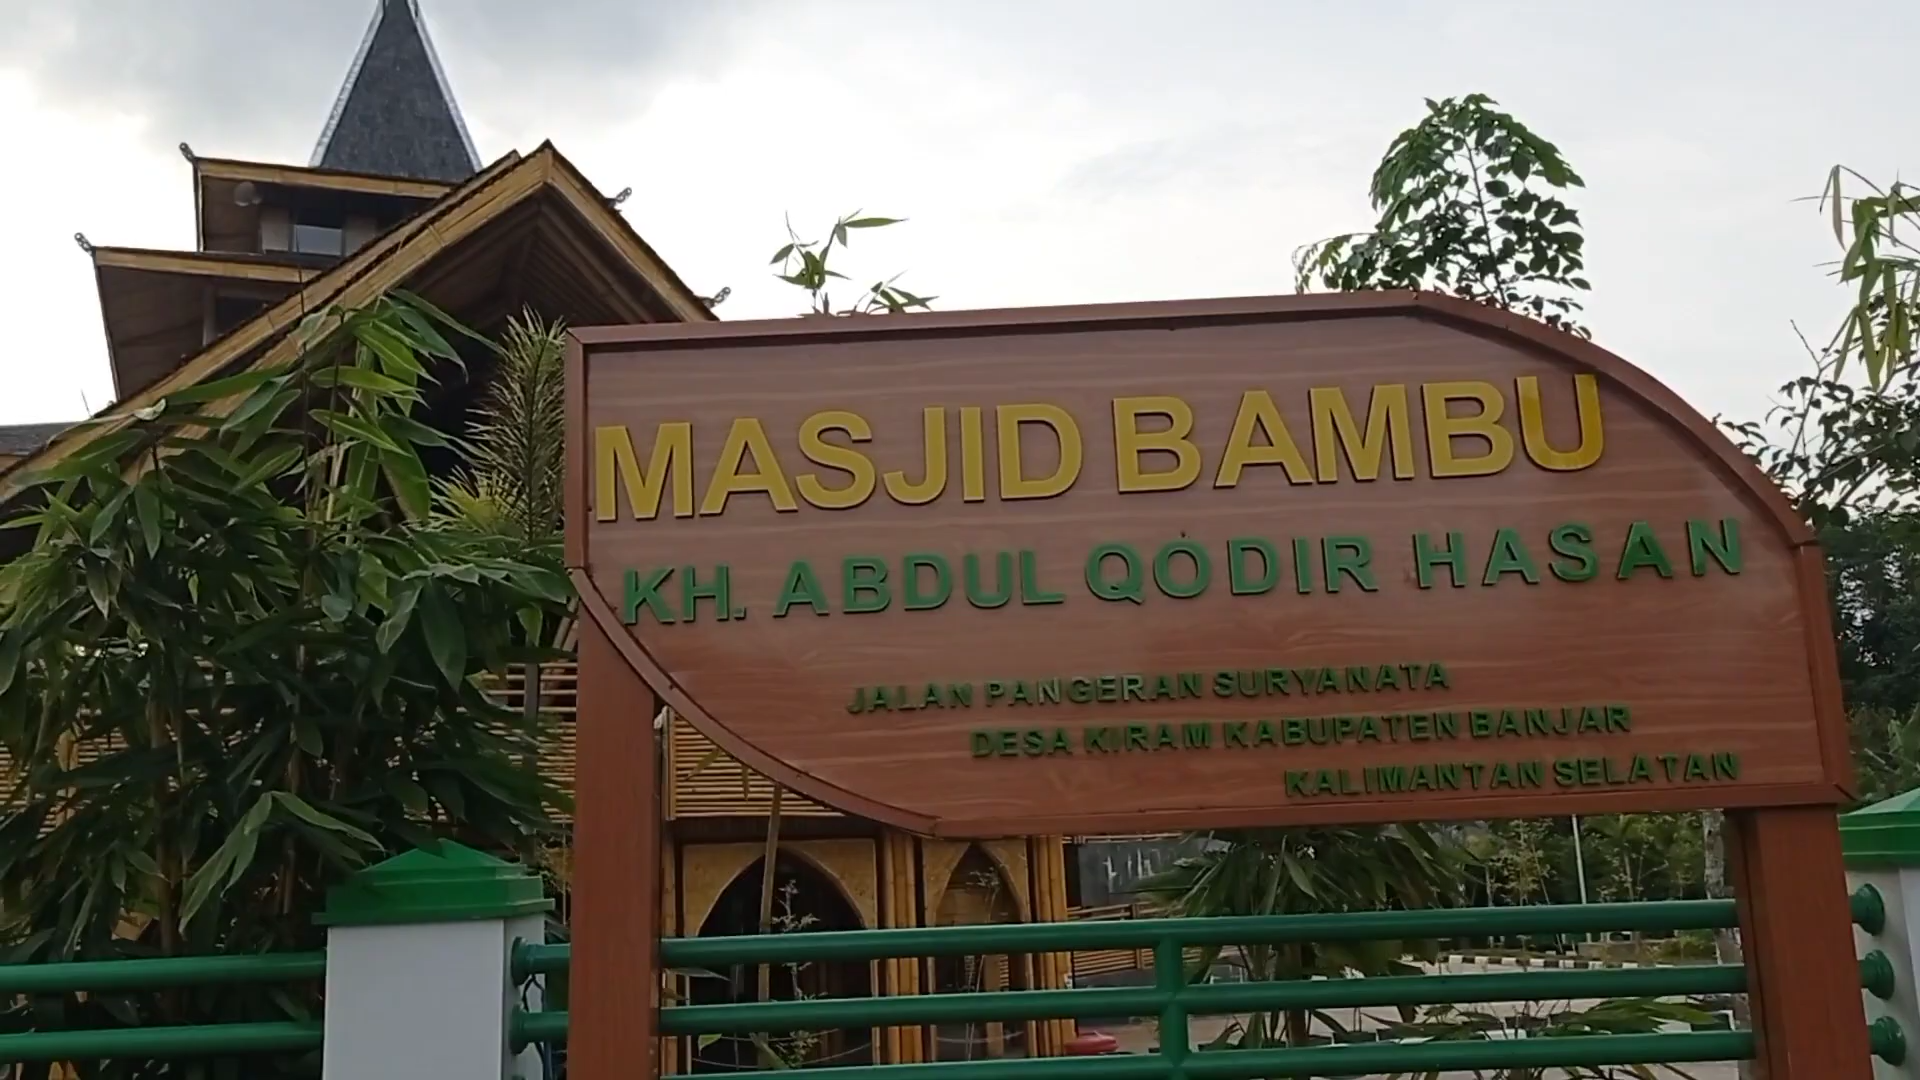 MASJID BAMBU
KH. ABDUL QODIR HASAN
JALAN PANGERAN SURYANATA
DESA KIRAM KABUPATEN BANJAR
KALIMANTAN SELATAN